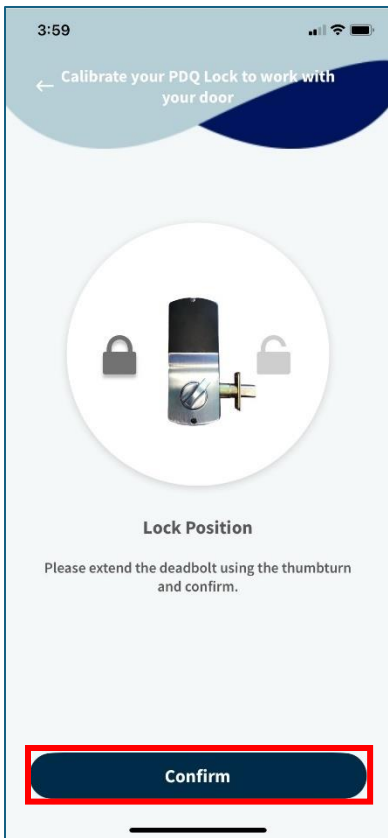 3:59
Calibrate your PDQ Lock to work with
your door
Lock Position
Please extend the deadbolt using the thumbturn
and confirm.
Confirm